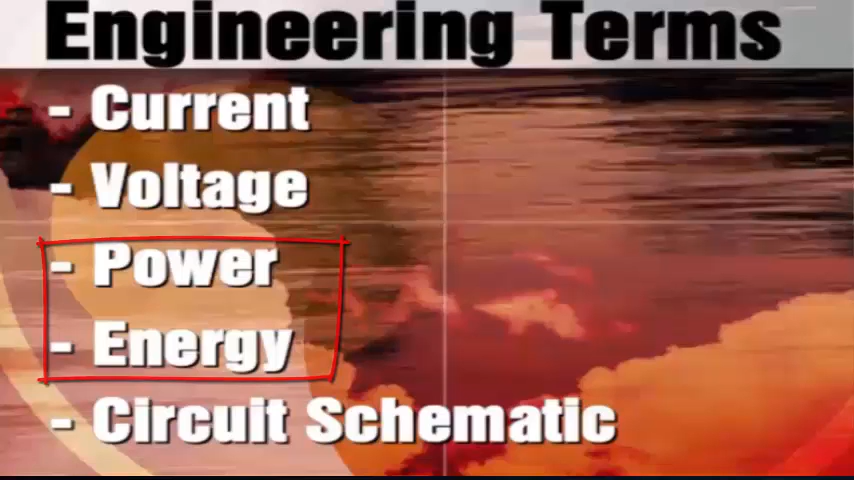 Engineering Terms
- Current
- Voltage
- Power
- Energy
- Circuit Schematic